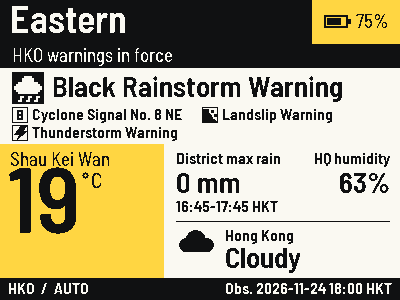 Eastern
75%
HKO warnings in force
Black Rainstorm Warning
8 Cyclone Signal No. 8 NE
Landslip Warning
Thunderstorm Warning
Shau Kei Wan
19°C
District max rain
0 mm
16:45-17:45 HKT
HQ humidity
63%
Hong Kong
Cloudy
HKO / AUTO
Obs. 2026-11-24 18:00 HKT